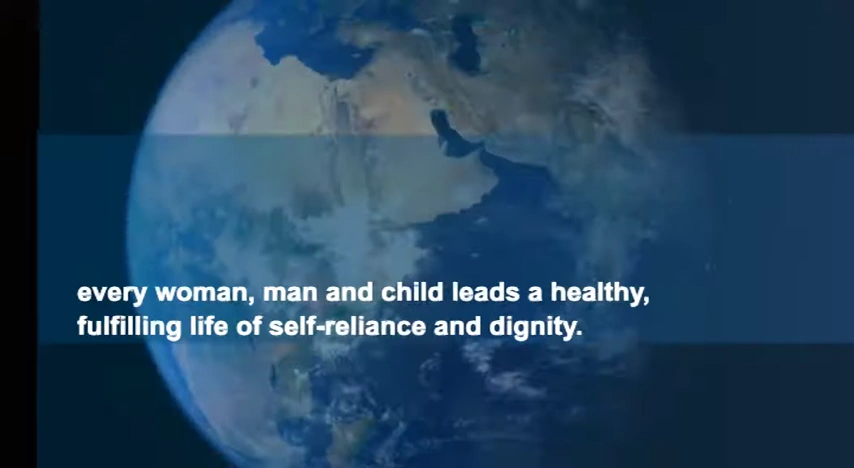 every woman, man and child leads a healthy,
fulfilling life of self-reliance and dignity.